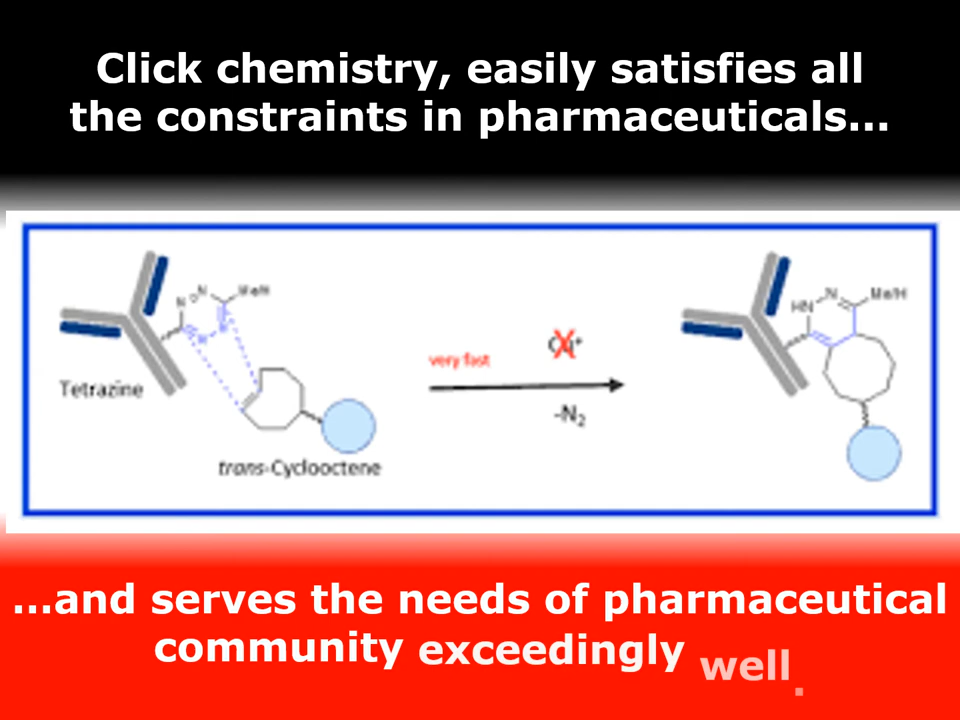 Click chemistry, easily satisfies all
the constraints in pharmaceuticals...
N
N
Me/H
N
N
Tetrazine
trans-Cyclooctene
very fast
-N2
HN
N
Me/H
...and serves the needs of pharmaceutical
community exceedingly well.